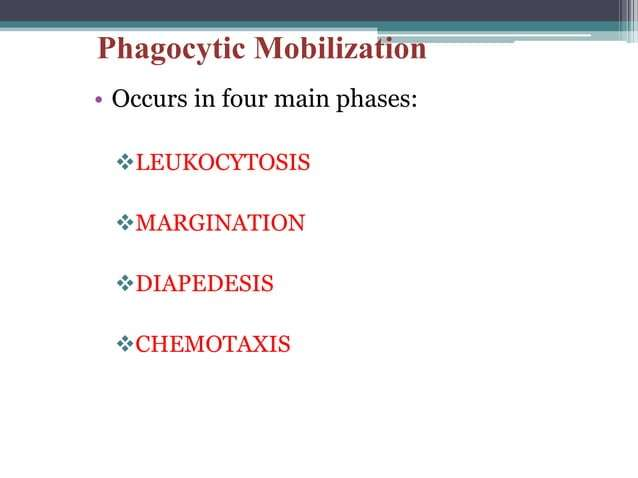 Phagocytic Mobilization
• Occurs in four main phases:
❖LEUKOCYTOSIS
❖MARGINATION
❖DIAPEDESIS
❖CHEMOTAXIS